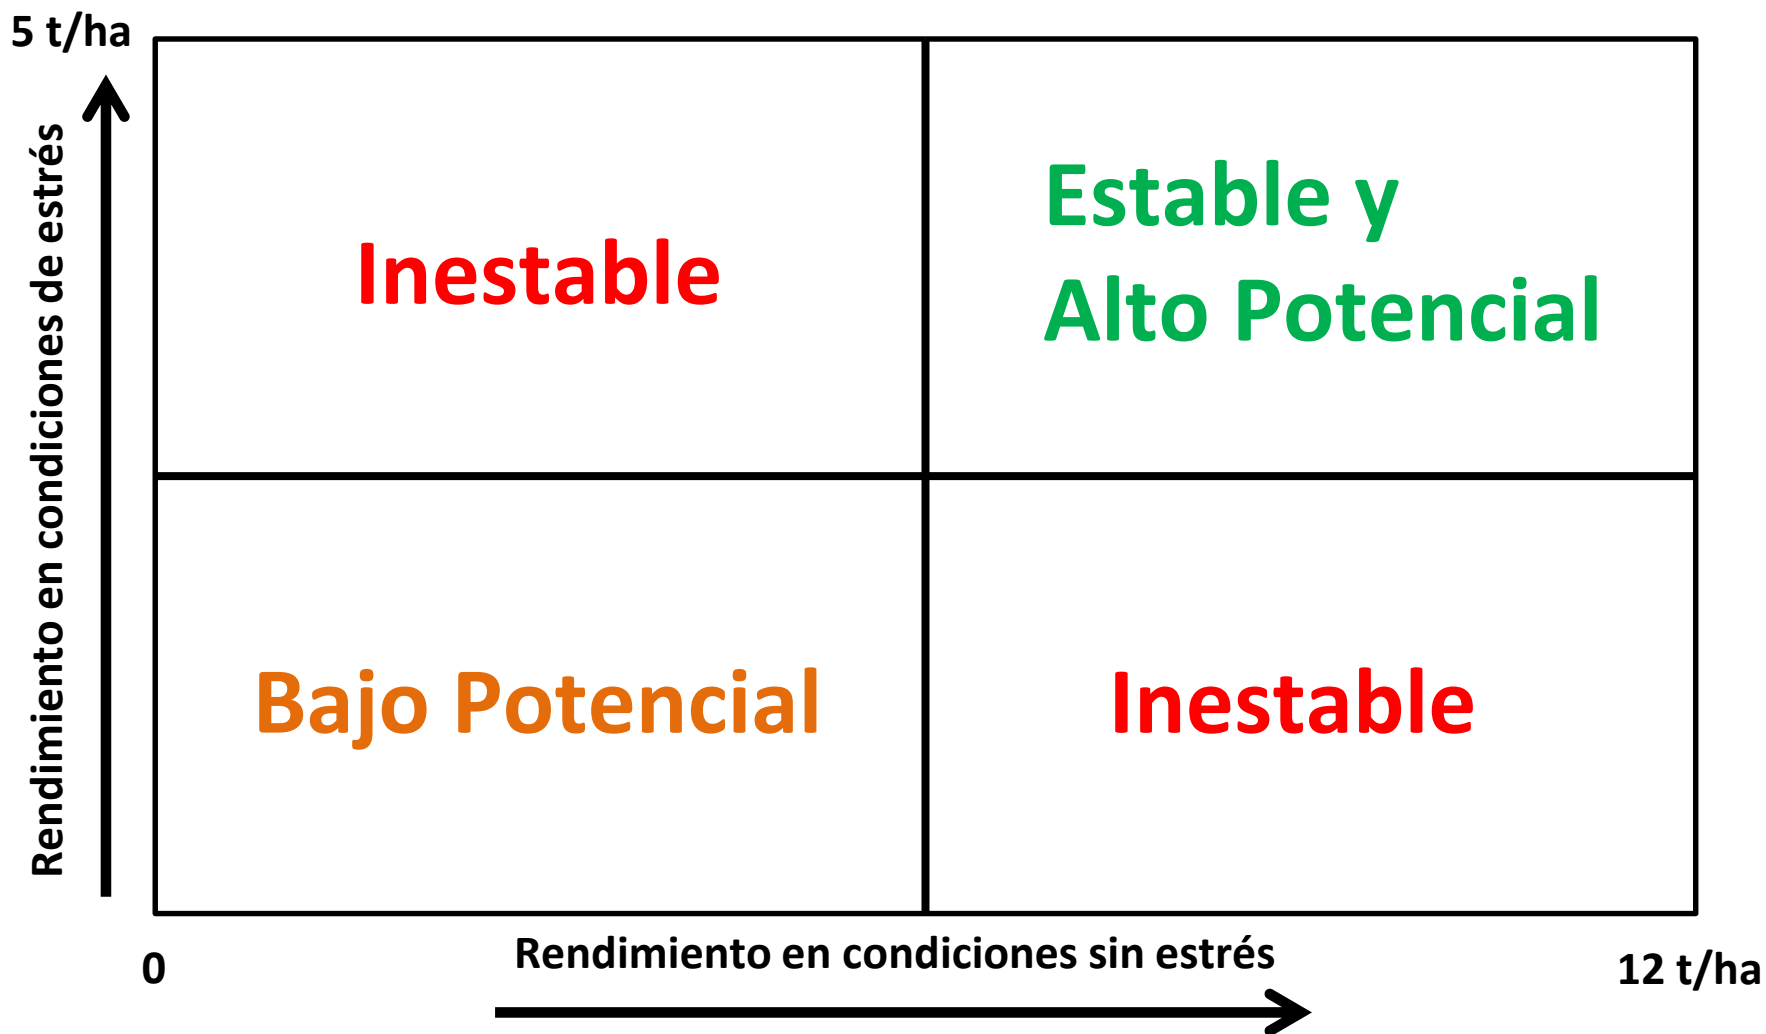 5 t/ha
Rendimiento en condiciones de estrés
Inestable
Estable y
Alto Potencial
Bajo Potencial
Inestable
0
Rendimiento en condiciones sin estrés
12 t/ha